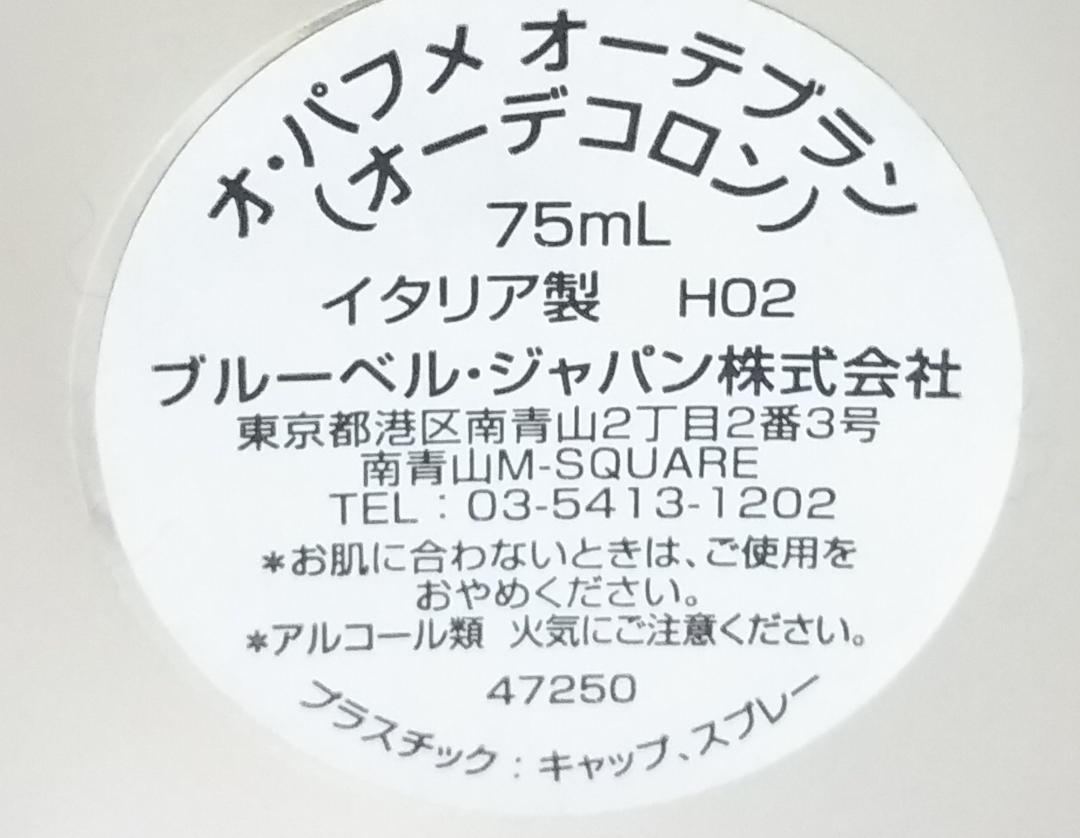 オ・パフメ オーテブラン
(オーデコロン)
75mL
イタリア製 H02
ブルーベル・ジャパン株式会社
東京都港区南青山2丁目2番3号
南青山M-SQUARE
TEL：03-5413-1202
*お肌に合わないときは、ご使用を
おやめください。
*アルコール類 火気にご注意ください。
47250
プラスチック：キャップ、スプレー